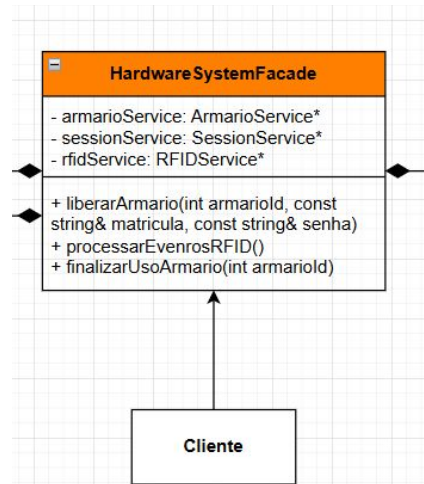 HardwareSystemFacade
- armarioService: ArmarioService*
- sessionService: SessionService*
- rfidService: RFIDService*
+ liberarArmario(int armarioId, const
string& matricula, const string& senha)
+ processarEvenrosRFID()
+ finalizarUsoArmario(int armarioId)
Cliente